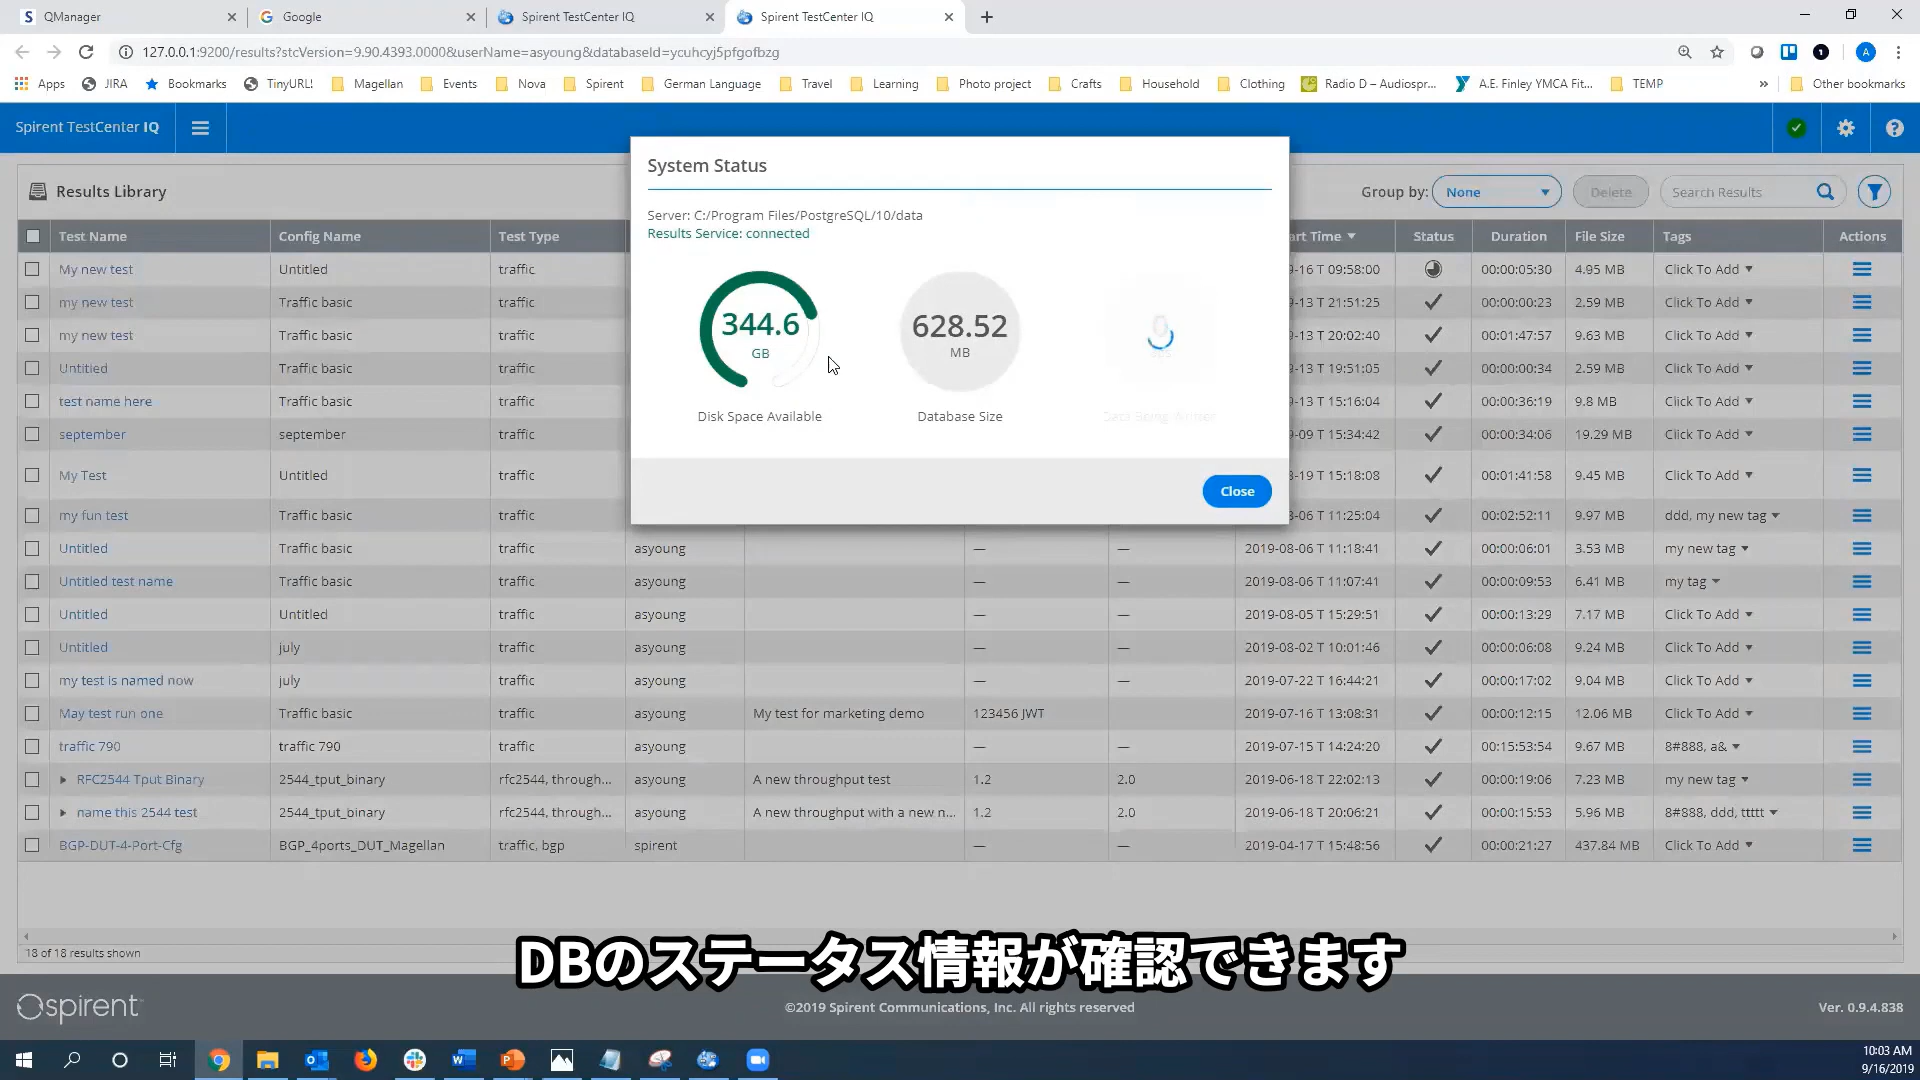 QManager
Google
Spirent TestCenter IQ
Spirent TestCenter IQ
127.0.0.1:9200/results?stcVersion=9.90.4393.0000&userName=asyoung&databaseId=ycuhcyj5pfgofbzg
Apps JIRA Bookmarks TinyURL! Magellan Events Nova Spirent German Language Travel Learning Photo project Crafts Household Clothing Radio D – Audiospr... A.E. Finley YMCA Fit... TEMP » Other bookmarks
Spirent TestCenter IQ
System Status
Server: C:/Program Files/PostgreSQL/10/data
Results Service: connected
344.6 GB
Disk Space Available
628.52 MB
Database Size
Close
Results Library
Group by: None Delete Search Results
Test Name Config Name Test Type art Time Status Duration File Size Tags Actions
My new test Untitled traffic 9-16 T 09:58:00 00:00:05:30 4.95 MB Click To Add
my new test Traffic basic traffic 9-13 T 21:51:25 00:00:00:23 2.59 MB Click To Add
my new test Traffic basic traffic 9-13 T 20:02:40 00:01:47:57 9.63 MB Click To Add
Untitled Traffic basic traffic 9-13 T 19:51:05 00:00:00:34 2.59 MB Click To Add
test name here Traffic basic traffic 9-13 T 15:16:04 00:00:36:19 9.8 MB Click To Add
september september traffic 9-09 T 15:34:42 00:00:34:06 19.29 MB Click To Add
My Test Untitled traffic 8-19 T 15:18:08 00:01:41:58 9.45 MB Click To Add
my fun test Traffic basic traffic 8-13 T 11:25:04 00:02:52:11 9.97 MB ddd, my new tag
Untitled Traffic basic traffic asyoung — — 2019-08-06 T 11:18:41 00:00:06:01 3.53 MB my new tag
Untitled test name Traffic basic traffic asyoung — — 2019-08-06 T 11:07:41 00:00:09:53 6.41 MB my tag
Untitled Untitled traffic asyoung — — 2019-08-05 T 15:29:51 00:00:13:29 7.17 MB Click To Add
Untitled july traffic asyoung — — 2019-08-02 T 10:01:46 00:00:06:08 9.24 MB Click To Add
my test is named now july traffic asyoung — — 2019-07-22 T 16:44:21 00:00:17:02 9.04 MB Click To Add
May test run one Traffic basic traffic asyoung My test for marketing demo 123456 JWT 2019-07-16 T 13:08:31 00:00:12:15 12.06 MB Click To Add
traffic 790 traffic 790 traffic asyoung — — 2019-07-15 T 14:24:20 00:15:53:54 9.67 MB 8#888, a&
RFC2544 Tput Binary 2544_tput_binary rfc2544, through... asyoung A new throughput test 1.2 2.0 2019-06-18 T 22:02:13 00:00:19:06 7.23 MB my new tag
name this 2544 test 2544_tput_binary rfc2544, through... asyoung A new throughput with a new n... 1.2 2.0 2019-06-18 T 20:06:21 00:00:15:53 5.96 MB 8#888, ddd, ttttt
BGP-DUT-4-Port-Cfg BGP_4ports_DUT_Magellan traffic, bgp spirent — — 2019-04-17 T 15:48:56 00:00:21:27 437.84 MB Click To Add
18 of 18 results shown
DBのステータス情報が確認できます
spirent
©2019 Spirent Communications, Inc. All rights reserved
Ver. 0.9.4.838
10:03 AM
9/16/2019